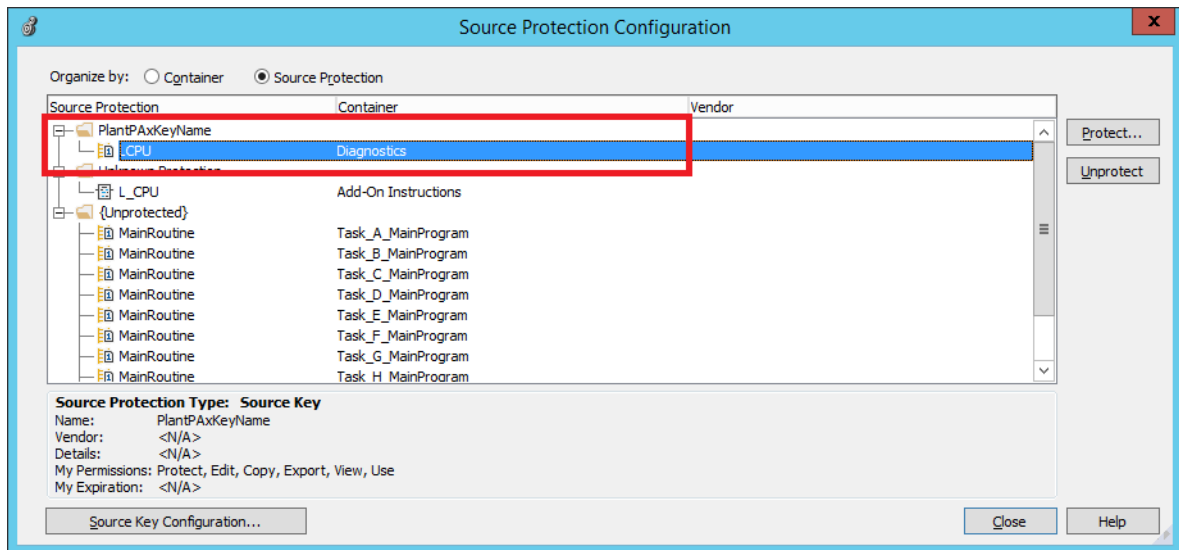 Source Protection Configuration
x
Organize by: Container Source Protection
Source Protection Container Vendor
PlantPAxKeyName
CPU Diagnostics
Unknown Protection
L_CPU Add-On Instructions
{Unprotected}
MainRoutine Task_A_MainProgram
MainRoutine Task_B_MainProgram
MainRoutine Task_C_MainProgram
MainRoutine Task_D_MainProgram
MainRoutine Task_E_MainProgram
MainRoutine Task_F_MainProgram
MainRoutine Task_G_MainProgram
MainRoutine Task_H_MainProgram
Protect...
Unprotect
Source Protection Type: Source Key
Name: PlantPAxKeyName
Vendor: <N/A>
Details: <N/A>
My Permissions: Protect, Edit, Copy, Export, View, Use
My Expiration: <N/A>
Source Key Configuration... Close Help